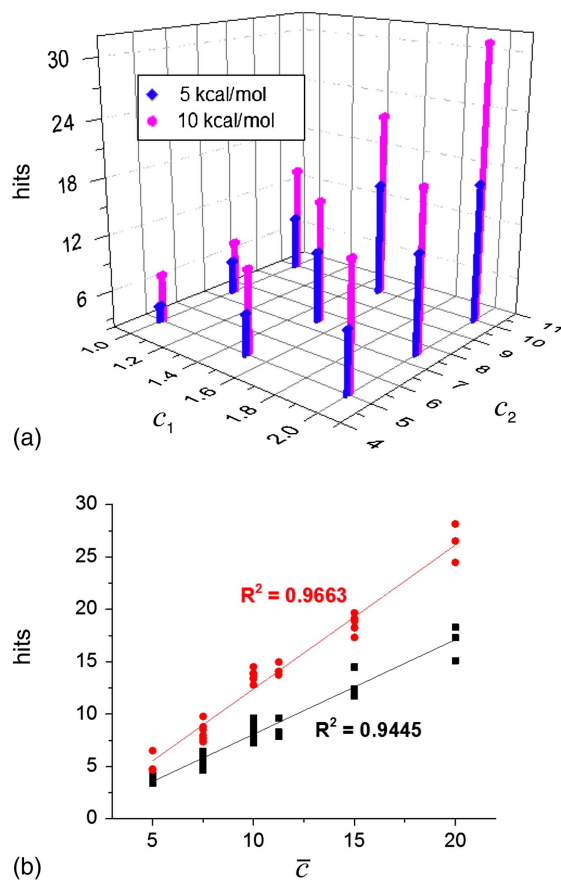 30
24
18
12
6
hits
5 kcal/mol
10 kcal/mol
1.0
1.2
1.4
1.6
1.8
2.0
c1
4
5
6
7
8
9
10
11
c2
(a)
30
25
20
15
10
5
0
hits
R² = 0.9663
R² = 0.9445
5
10
15
20
c̄
(b)